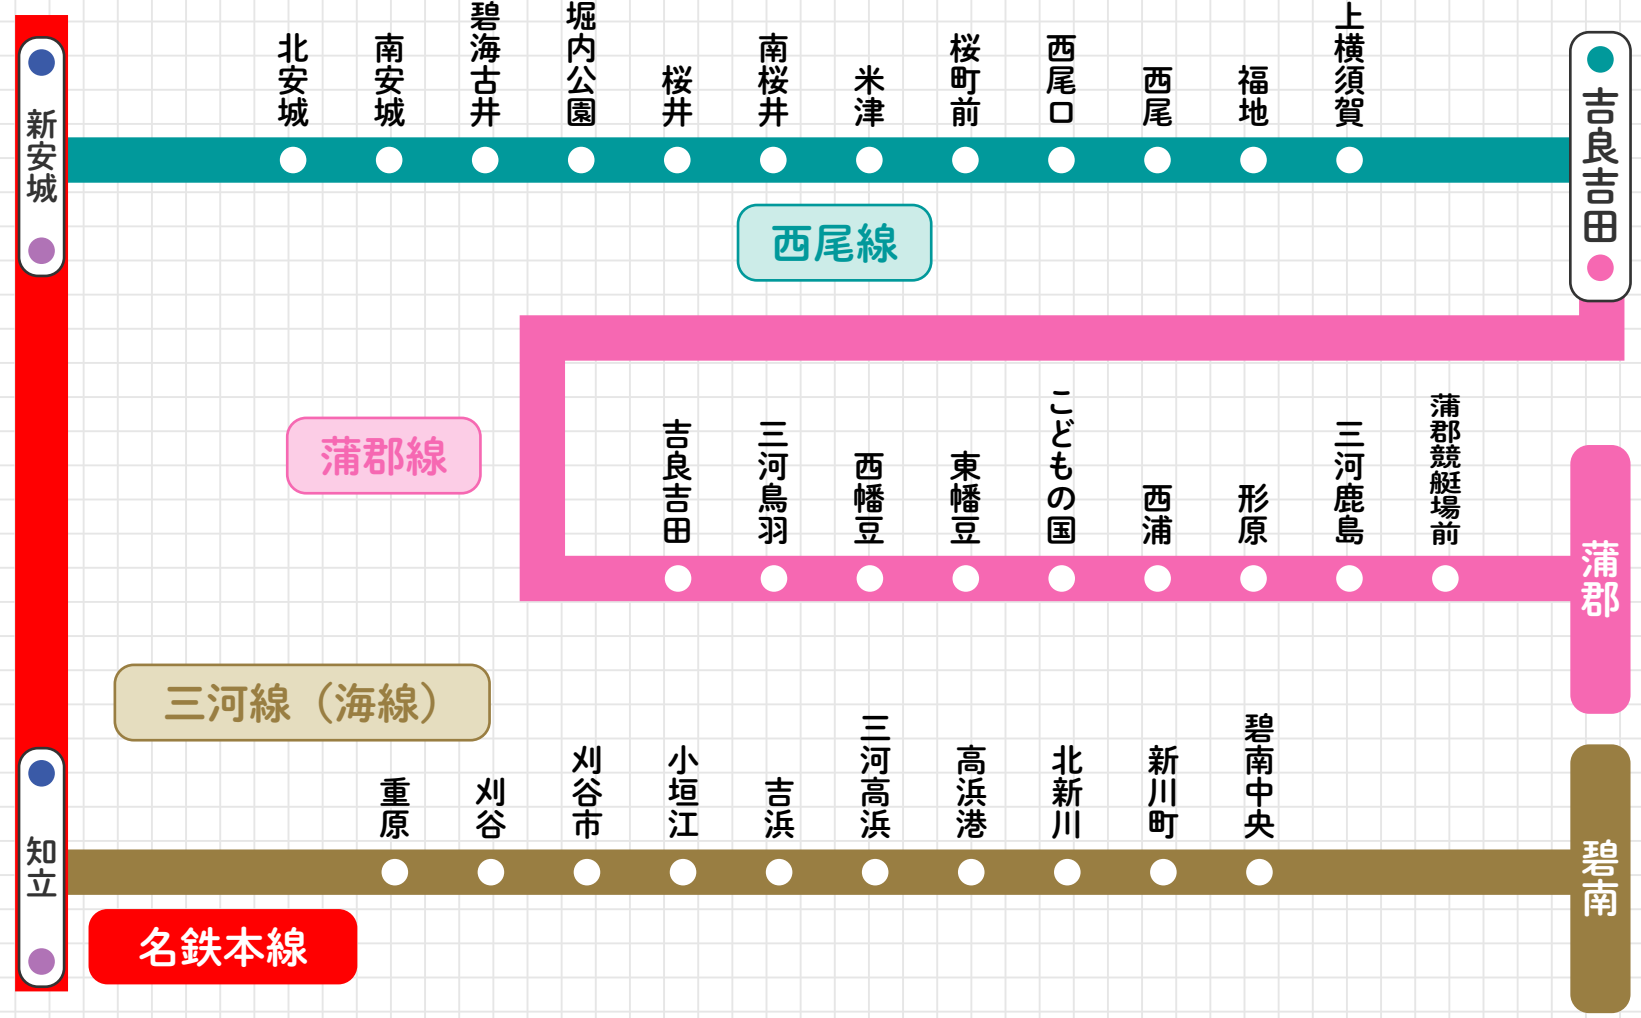 新安城
北安城
南安城
碧海古井
堀内公園
桜井
南桜井
米津
桜町前
西尾口
西尾
福地
上横須賀
吉良吉田
西尾線
蒲郡線
吉良吉田
三河鳥羽
西幡豆
東幡豆
こどもの国
西浦
形原
三河鹿島
蒲郡競艇場前
蒲郡
三河線（海線）
知立
重原
刈谷
刈谷市
小垣江
吉浜
三河高浜
高浜港
北新川
新川町
碧南中央
碧南
名鉄本線